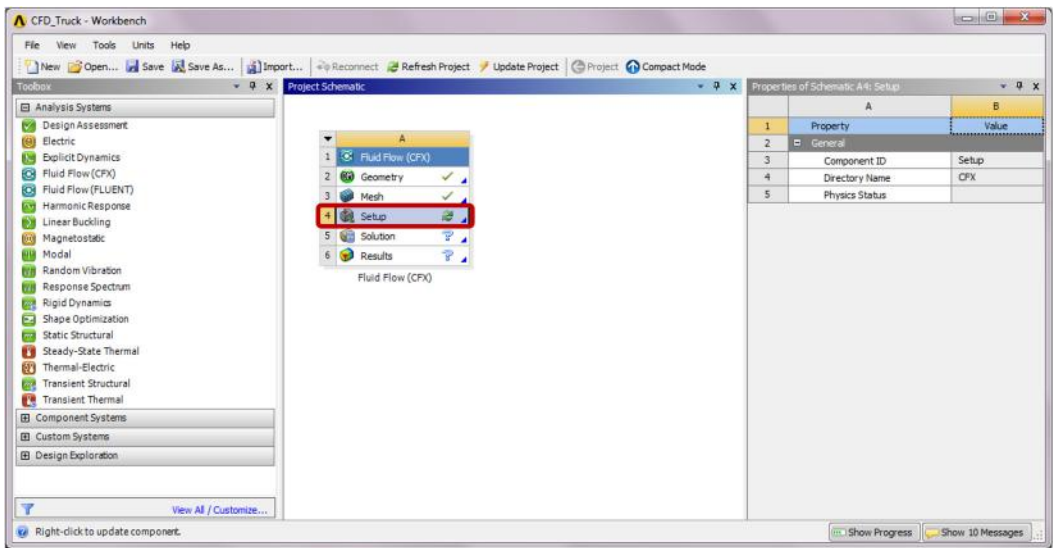 CFD_Truck - Workbench
File View Tools Units Help
New Open... Save Save As... Import... Reconnect Refresh Project Update Project Project Compact Mode
Toolbox
Analysis Systems
Design Assessment
Electric
Explicit Dynamics
Fluid Flow (CFX)
Fluid Flow (FLUENT)
Harmonic Response
Linear Buckling
Magnetostatic
Modal
Random Vibration
Response Spectrum
Rigid Dynamics
Shape Optimization
Static Structural
Steady-State Thermal
Thermal-Electric
Transient Structural
Transient Thermal
Component Systems
Custom Systems
Design Exploration
View All / Customize...
Project Schematic
A
1 Fluid Flow (CFX)
2 Geometry
3 Mesh
4 Setup
5 Solution
6 Results
Fluid Flow (CFX)
Properties of Schematic A4: Setup
A B
1 Property Value
2 General
3 Component ID Setup
4 Directory Name CFX
5 Physics Status
Right-click to update component.
Show Progress Show 10 Messages